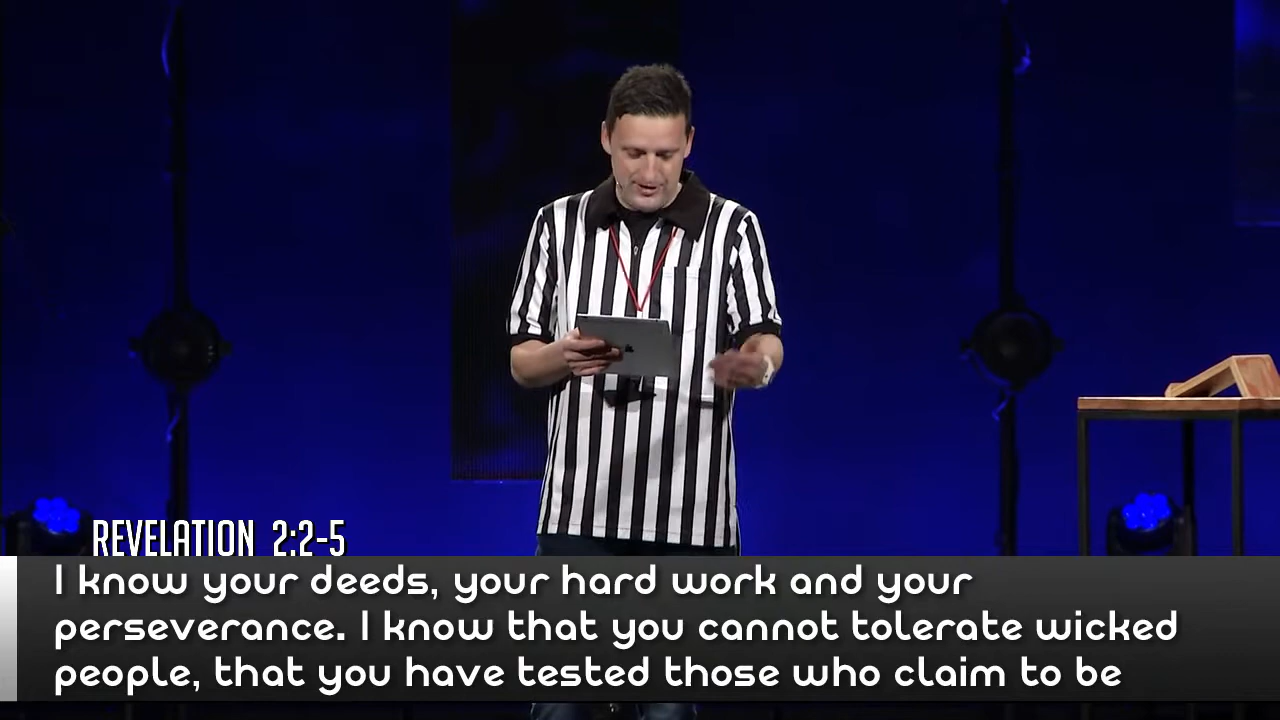 REVELATION 2:2-5
I know your deeds, your hard work and your
perseverance. I know that you cannot tolerate wicked
people, that you have tested those who claim to be